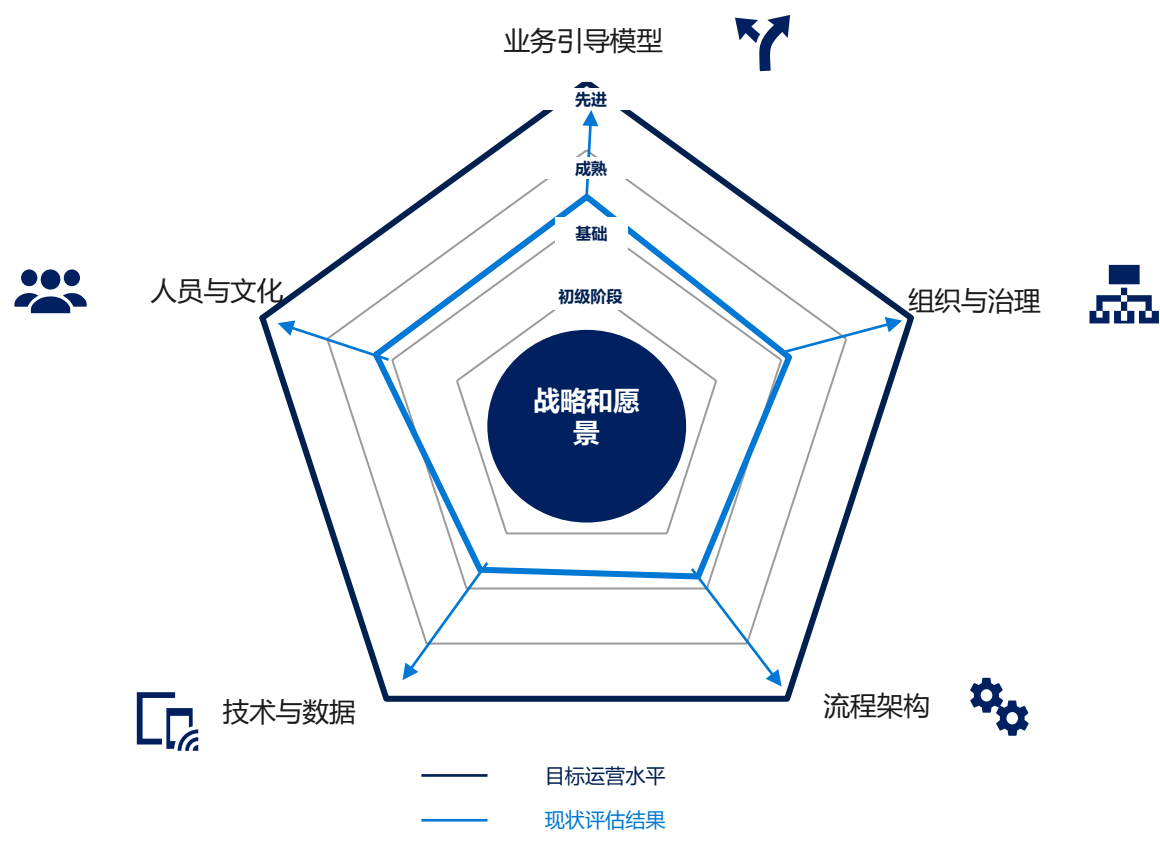 业务引导模型
先进
成熟
基础
初级阶段
人员与文化
组织与治理
战略和愿
景
技术与数据
流程架构
目标运营水平
现状评估结果